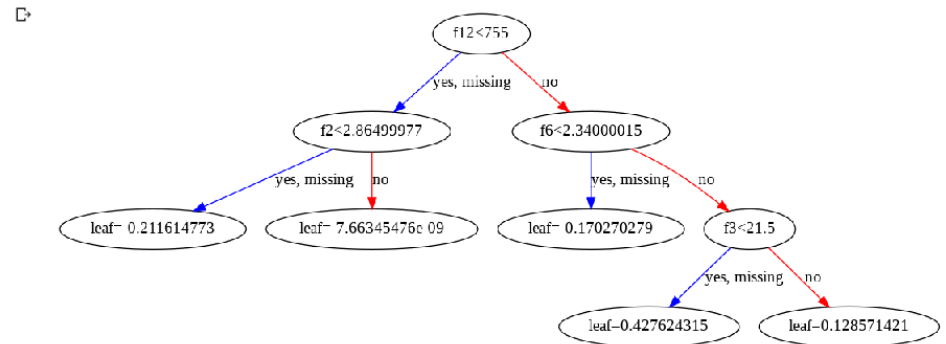 f12<755
yes, missing
no
f2<2.86499977
f6<2.34000015
yes, missing
no
yes, missing
no
leaf= 0.211614773
leaf= 7.66345476e 09
leaf= 0.170270279
f3<21.5
yes, missing
no
leaf=0.427624315
leaf=0.128571421